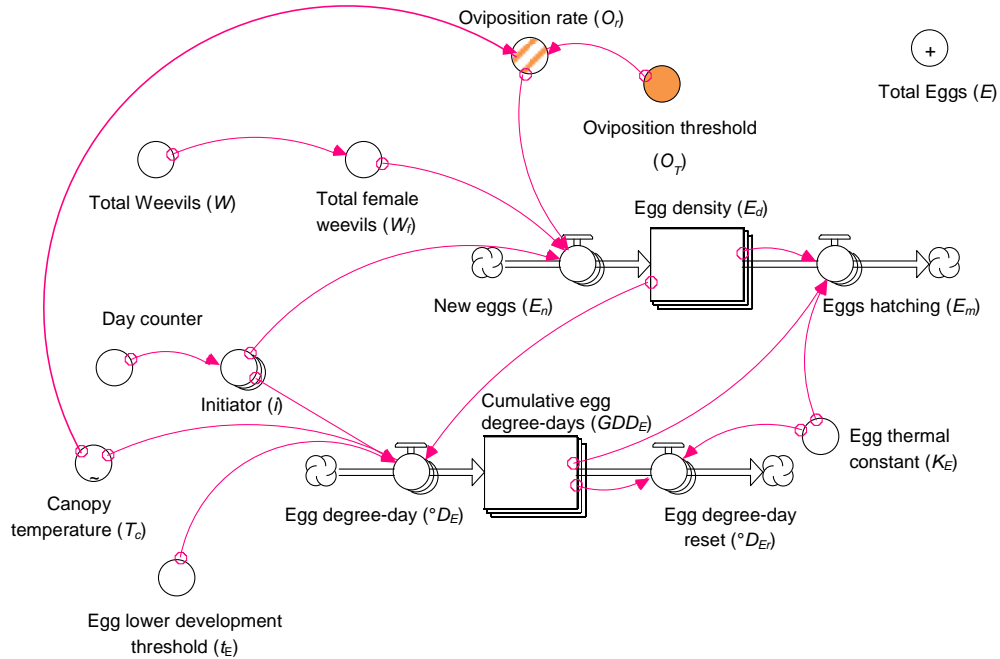 Oviposition rate (Or)
+
Total Eggs (E)
Oviposition threshold
(OT)
Total Weevils (W)
Total female
weevils (Wf)
Egg density (Ed)
New eggs (En)
Eggs hatching (Em)
Day counter
Initiator (i)
Cumulative egg
degree-days (GDDE)
Egg thermal
constant (KE)
~
Canopy
temperature (Tc)
Egg degree-day (°DE)
Egg degree-day
reset (°DEr)
Egg lower development
threshold (tE)